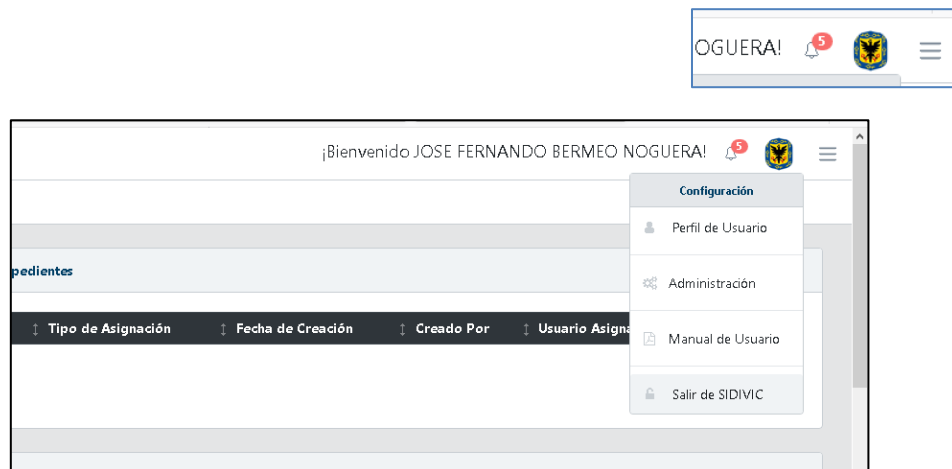 OGUERA! 5
¡Bienvenido JOSE FERNANDO BERMEO NOGUERA! 5
Configuración
Perfil de Usuario
pedientes
Administración
Tipo de Asignación Fecha de Creación Creado Por Usuario Asigna
Manual de Usuario
Salir de SIDIVIC